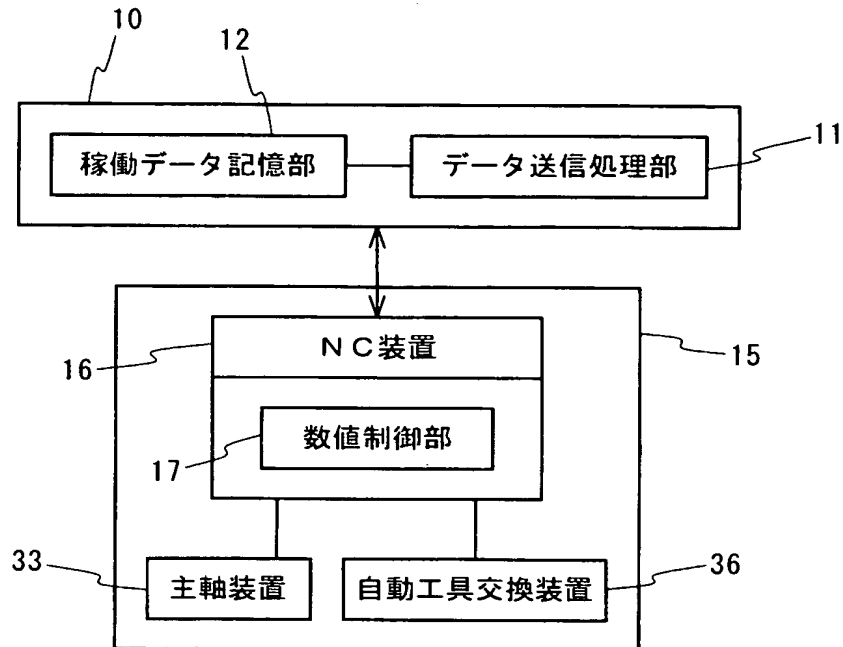 10
12
稼働データ記憶部
データ送信処理部
11
NC装置
16
15
数値制御部
17
33
主軸装置
自動工具交換装置
36